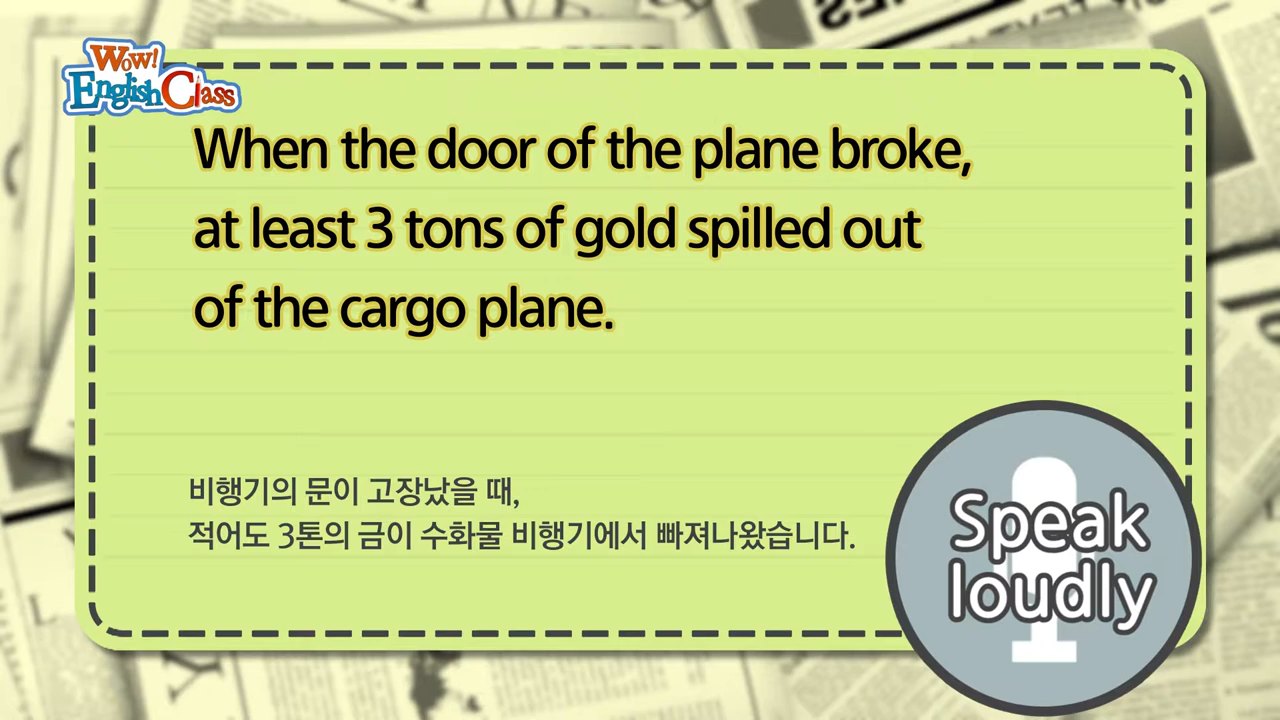 Wow!
English Class
When the door of the plane broke,
at least 3 tons of gold spilled out
of the cargo plane.
비행기의 문이 고장났을 때,
적어도 3톤의 금이 수화물 비행기에서 빠져나왔습니다.
Speak
loudly